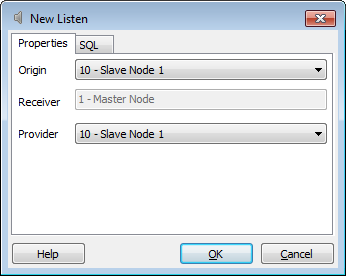 New Listen
Properties SQL
Origin 10 - Slave Node 1
Receiver 1 - Master Node
Provider 10 - Slave Node 1
Help OK Cancel